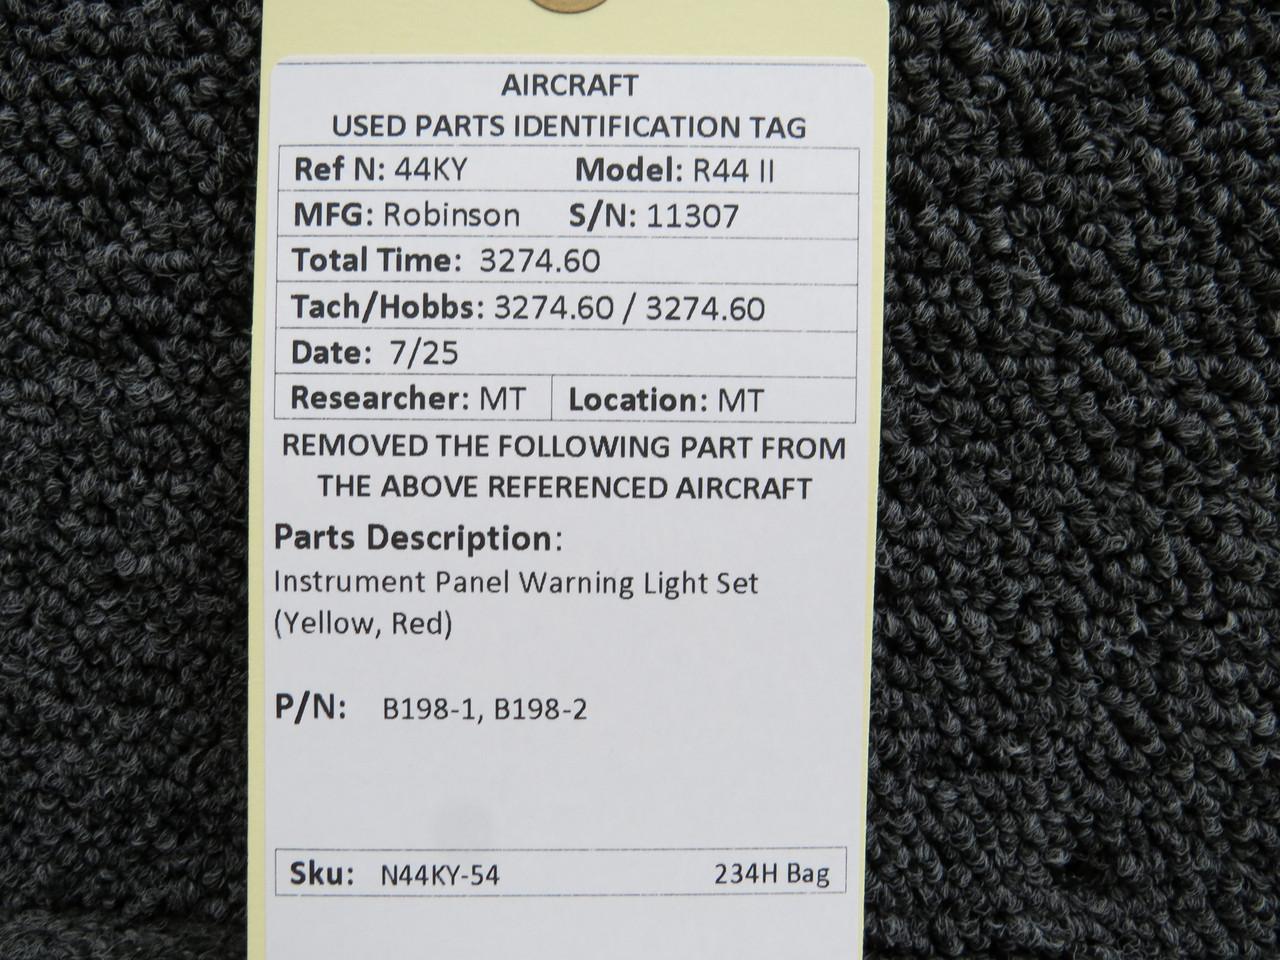 AIRCRAFT
USED PARTS IDENTIFICATION TAG
Ref N: 44KY Model: R44 II
MFG: Robinson S/N: 11307
Total Time: 3274.60
Tach/Hobbs: 3274.60 / 3274.60
Date: 7/25
Researcher: MT Location: MT
REMOVED THE FOLLOWING PART FROM
THE ABOVE REFERENCED AIRCRAFT
Parts Description:
Instrument Panel Warning Light Set
(Yellow, Red)
P/N: B198-1, B198-2
Sku: N44KY-54 234H Bag